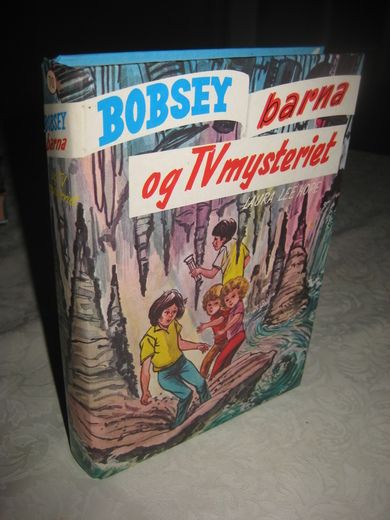 BOBSEY barna
og TVmysteriet
LAURA LEE HOPE
BOBSEY
barna